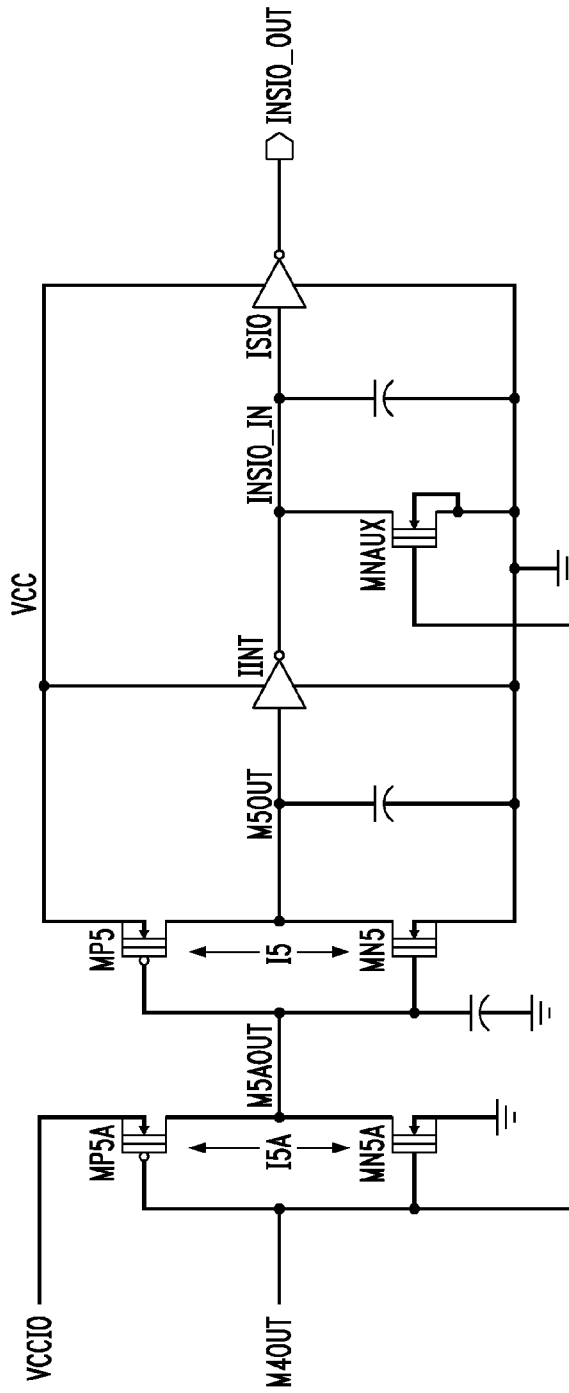 VCCIO
M4OUT
MP5A
I5A
MN5A
M5AOUT
MP5
I5
MN5
M5OUT
VCC
IINT
MNAUX
INSIO_IN
ISIO
INSIO_OUT